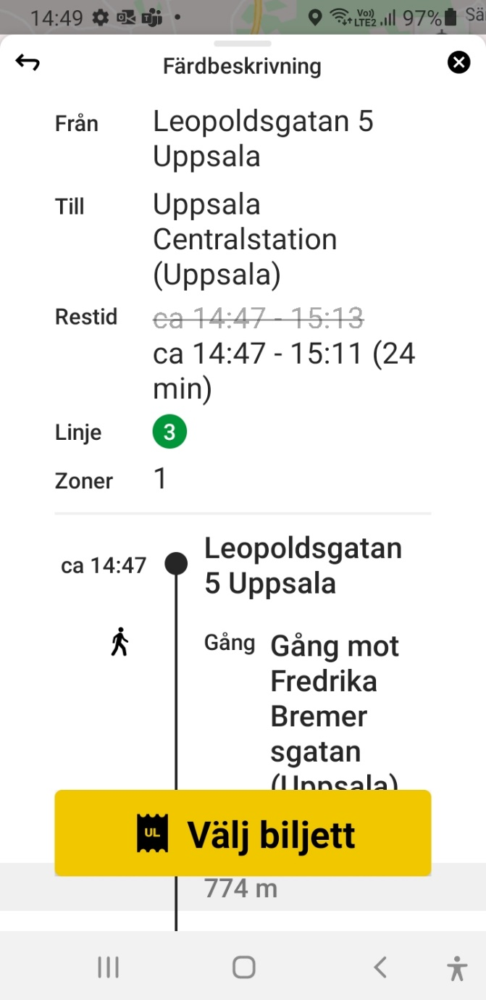 14:49 Vo)) LTE2 97% Sä
Färdbeskrivning
Från Leopoldsgatan 5
Uppsala
Till Uppsala
Centralstation
(Uppsala)
Restid ca 14:47 - 15:13
ca 14:47 - 15:11 (24
min)
Linje 3
Zoner 1
ca 14:47 Leopoldsgatan
5 Uppsala
Gång Gång mot
Fredrika
Bremer
sgatan
(Uppsala)
UL Välj biljett
774 m